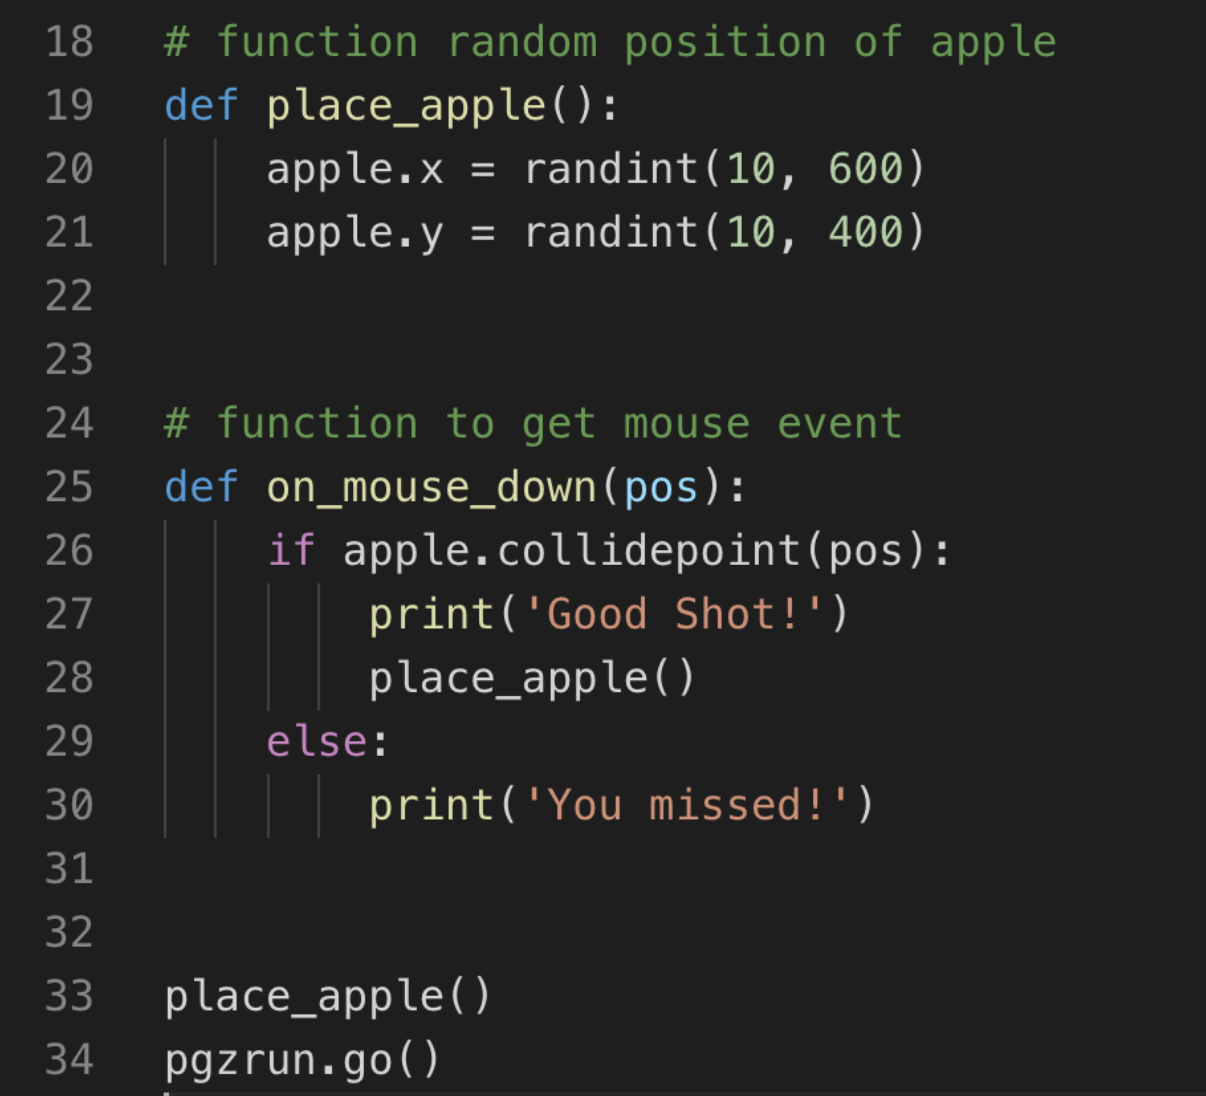 18 # function random position of apple
19 def place_apple():
20     apple.x = randint(10, 600)
21     apple.y = randint(10, 400)
22
23
24 # function to get mouse event
25 def on_mouse_down(pos):
26     if apple.collidepoint(pos):
27         print('Good Shot!')
28         place_apple()
29     else:
30         print('You missed!')
31
32
33 place_apple()
34 pgzrun.go()